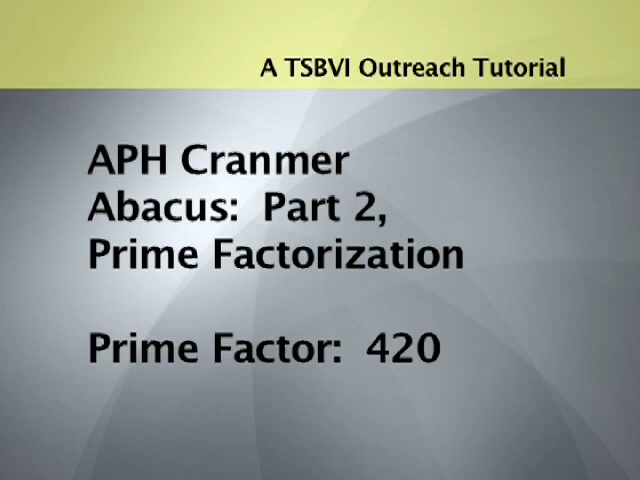 A TSBVI Outreach Tutorial
APH Cranmer
Abacus: Part 2,
Prime Factorization
Prime Factor: 420